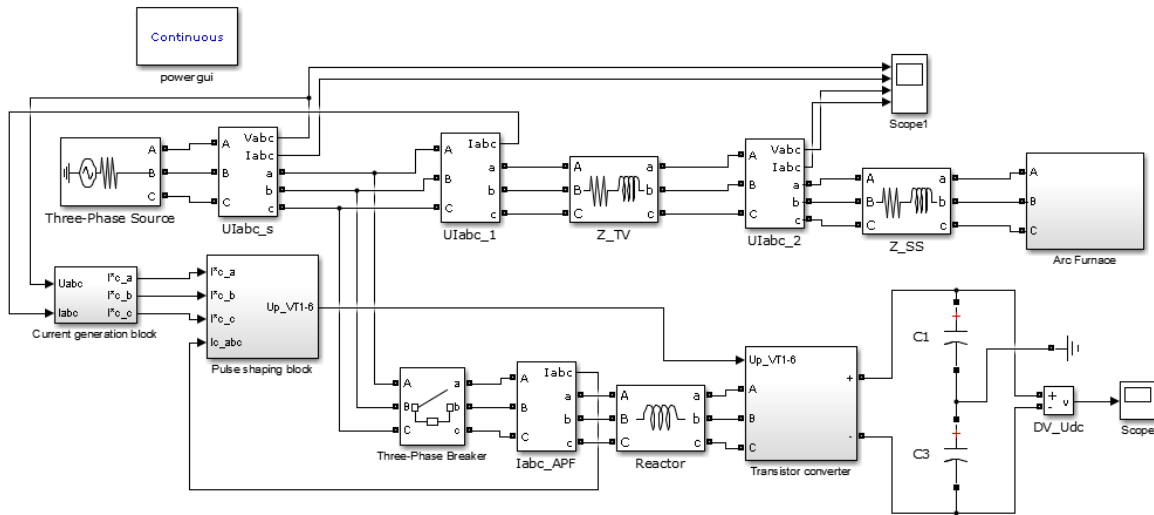 Continuous
powergui
Scope1
Three-Phase Source
A
B
C
UIabc_s
A
B
C
Vabc
Iabc
a
b
c
UIabc_1
A
B
C
Iabc
a
b
c
Z_TV
A
B
C
a
b
c
UIabc_2
A
B
C
Vabc
Iabc
a
b
c
Z_SS
A
B
C
a
b
c
Arc Furnace
A
B
C
Current generation block
Uabc
Iabc
I*c_a
I*c_b
I*c_c
Pulse shaping block
I*c_a
I*c_b
I*c_c
Ic_abc
Up_VT1-6
Three-Phase Breaker
A
B
C
a
b
c
Iabc_APF
A
B
C
Iabc
a
b
c
Reactor
A
B
C
a
b
c
Transistor converter
Up_VT1-6
A
B
C
+
-
C1
+
C3
+
DV_Udc
+
-
v
Scope